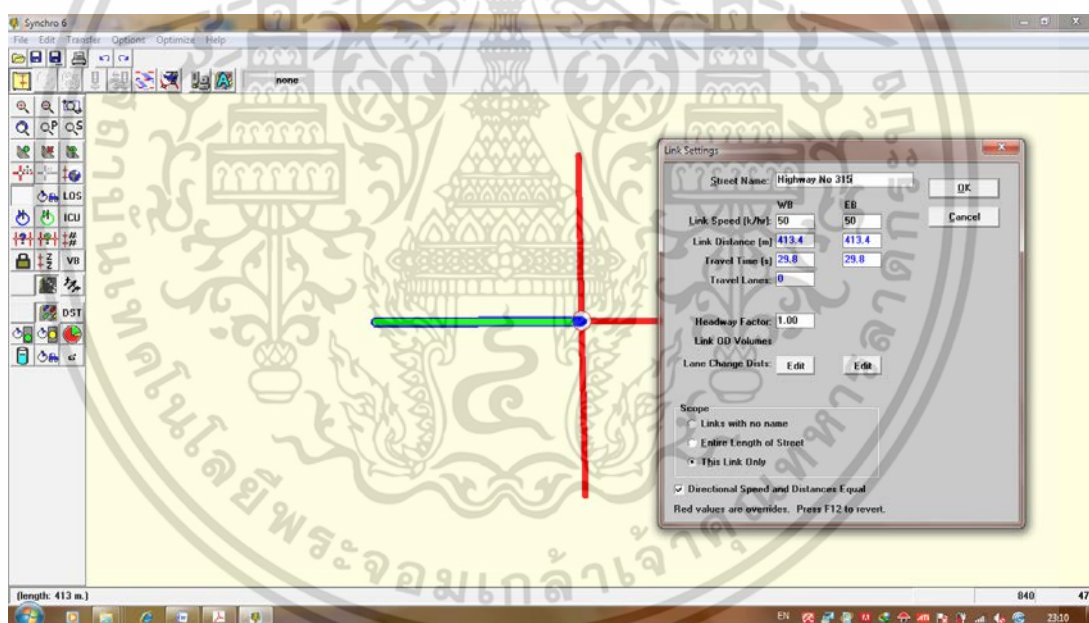 Synchro 6
File Edit Transfer Options Optimize Help
none
LOS
ICU
VB
DST
Link Settings
Street Name: Highway No 315
WB EB
Link Speed (k/hr): 50 50
Link Distance (m) 413.4 413.4
Travel Time (s) 29.8 29.8
Travel Lanes: 0
Headway Factor: 1.00
Link OD Volumes
Lane Change Dists: Edit Edit
Scope
Links with no name
Entire Length of Street
This Link Only
Directional Speed and Distances Equal
Red values are overrides. Press F12 to revert.
OK
Cancel
(length: 413 m.)
840 47
EN 23:10